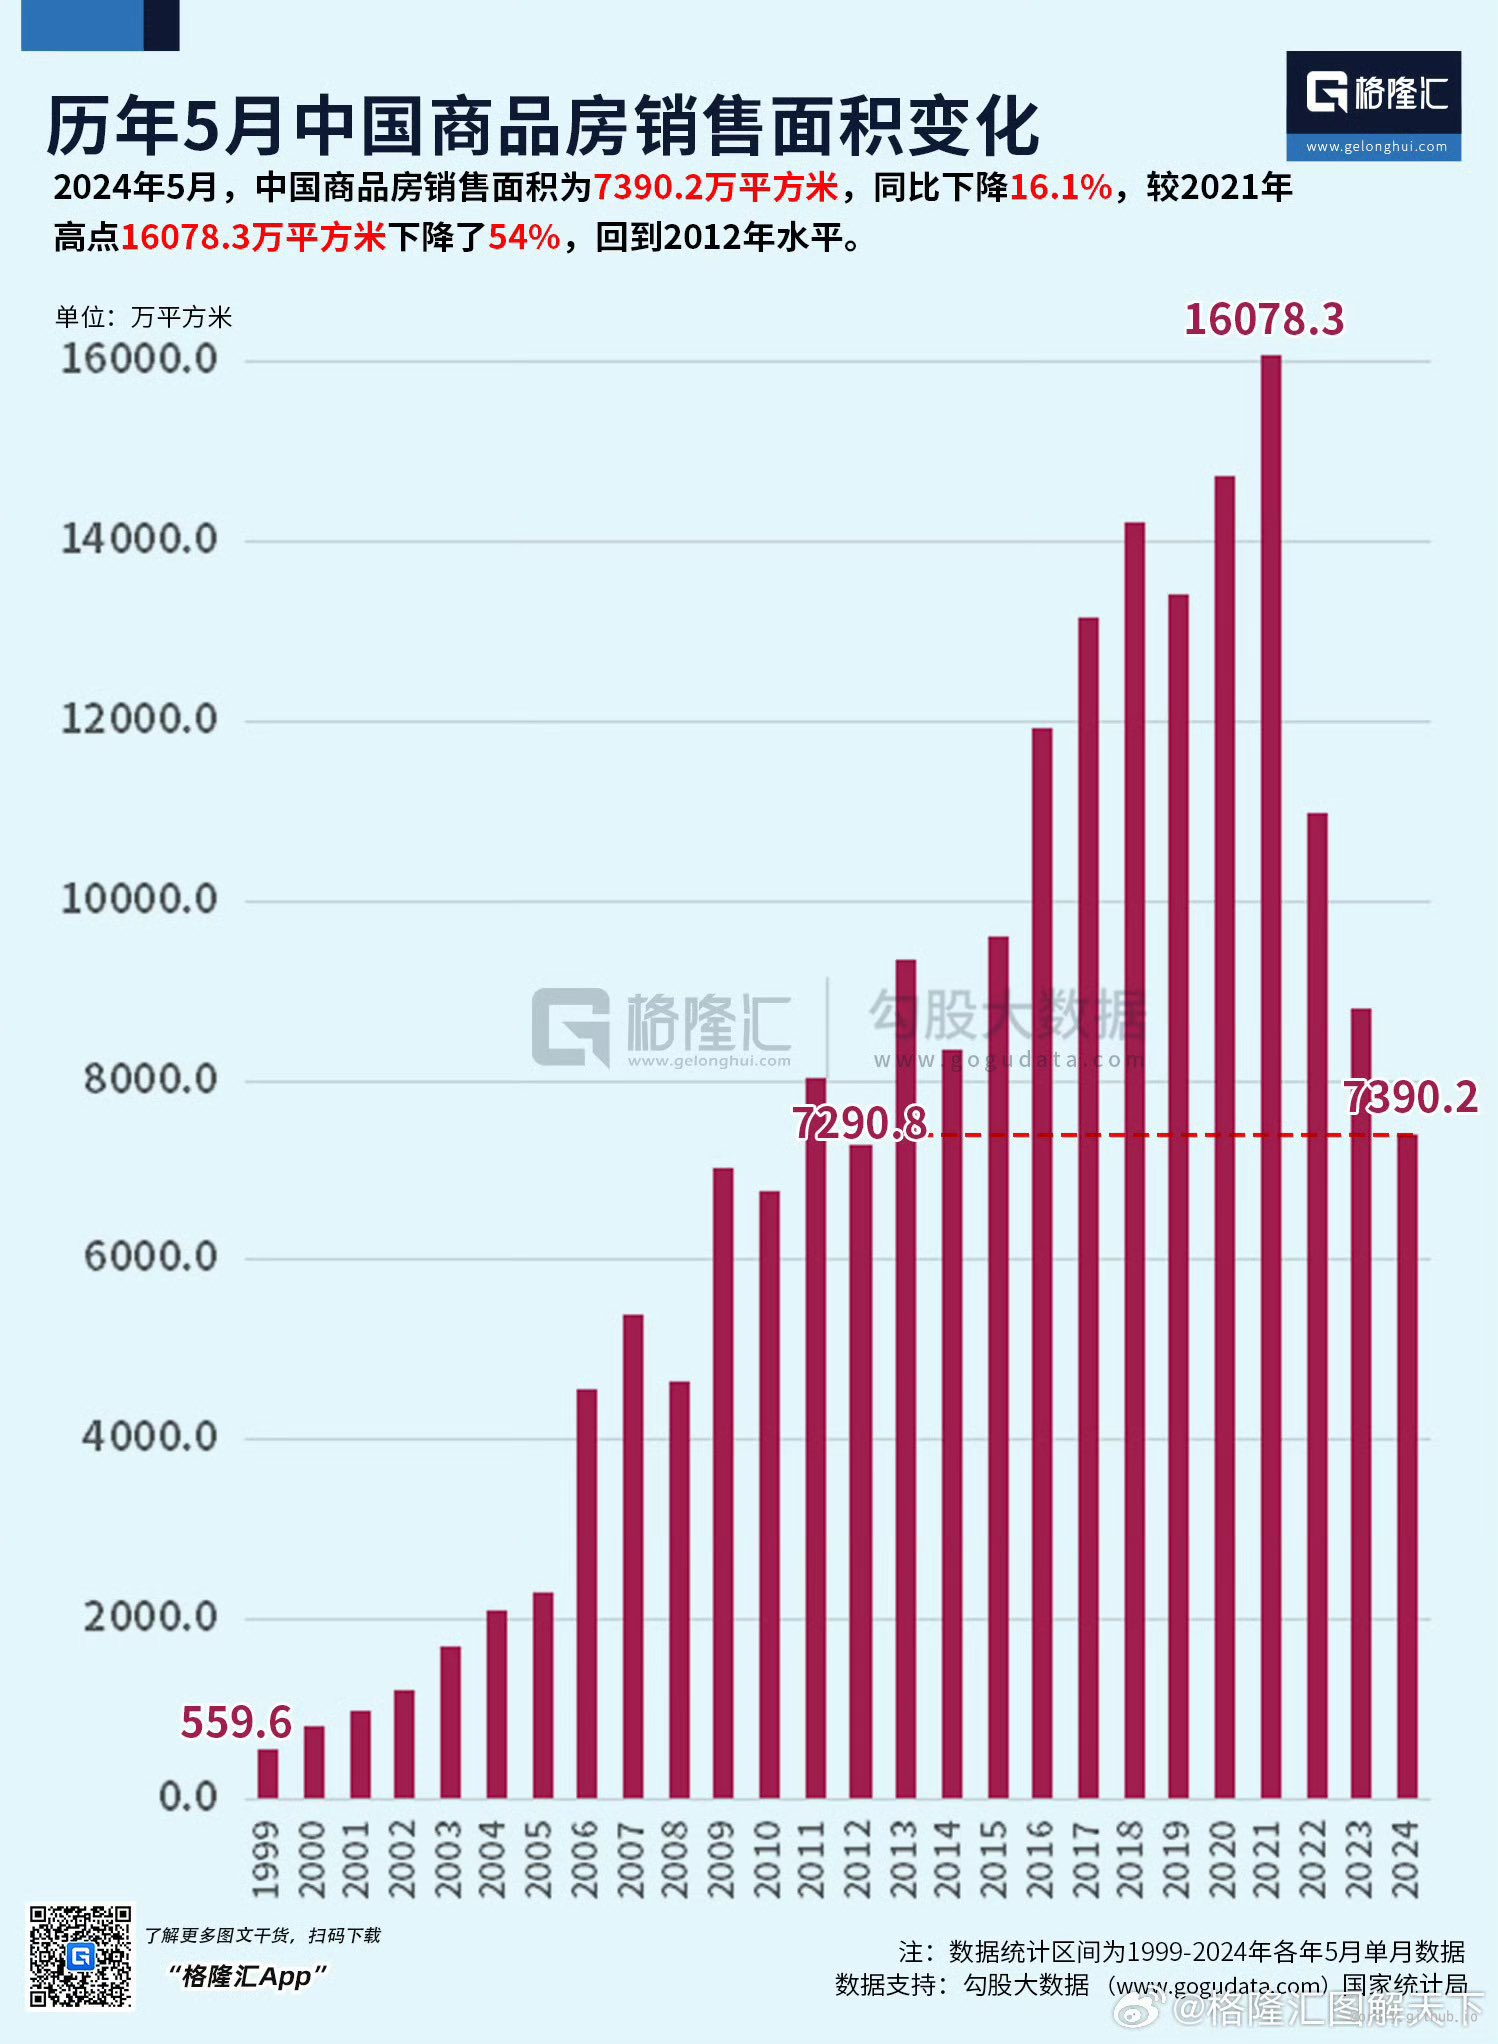 格隆汇
www.gelonghui.com
历年5月中国商品房销售面积变化
2024年5月，中国商品房销售面积为7390.2万平方米，同比下降16.1%，较2021年
高点16078.3万平方米下降了54%，回到2012年水平。
单位：万平方米
16078.3
16000.0
14000.0
12000.0
10000.0
格隆汇
www.gelonghui.com
勾股大数据
www.gogudata.com
8000.0
7390.2
7290.8
6000.0
4000.0
2000.0
559.6
0.0
1999 2000 2001 2002 2003 2004 2005 2006 2007 2008 2009 2010 2011 2012 2013 2014 2015 2016 2017 2018 2019 2020 2021 2022 2023 2024
了解更多图文干货，扫码下载
“格隆汇App”
注：数据统计区间为1999-2024年各年5月单月数据
数据支持：勾股大数据（www.gogudata.com）国家统计局
@格隆汇图解天下